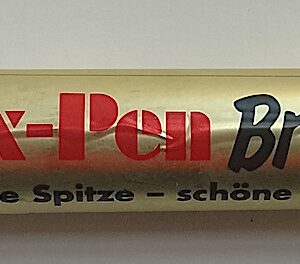 x-Pen Br
e Spitze – schöne